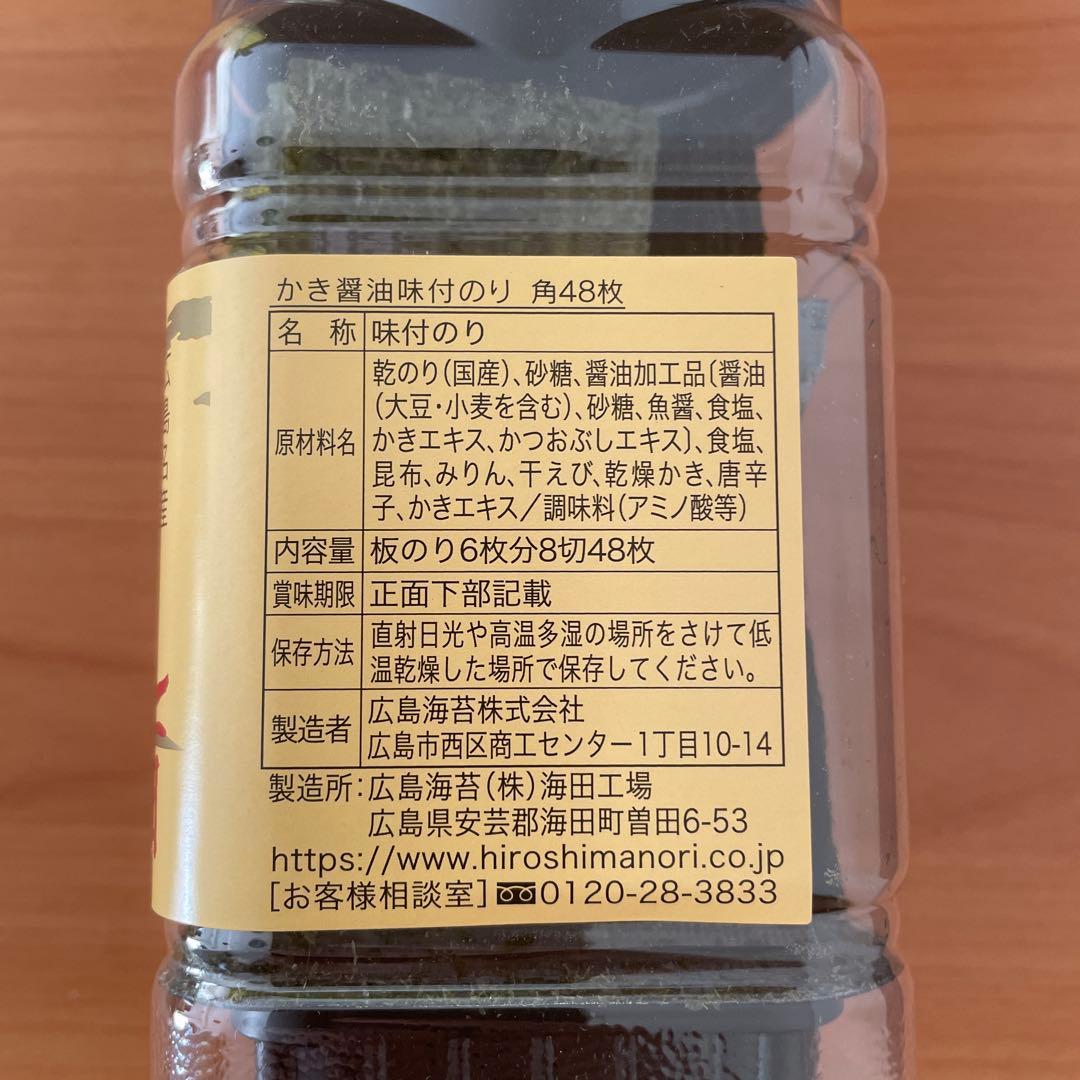 かき醤油味付のり 角48枚
名 称 味付のり
原材料名 乾のり(国産)、砂糖、醤油加工品〔醤油
(大豆・小麦を含む)、砂糖、魚醤、食塩、
かきエキス、かつおぶしエキス〕、食塩、
昆布、みりん、干えび、乾燥かき、唐辛
子、かきエキス／調味料(アミノ酸等)
内容量 板のり6枚分8切48枚
賞味期限 正面下部記載
保存方法 直射日光や高温多湿の場所をさけて低
温乾燥した場所で保存してください。
製造者 広島海苔株式会社
広島市西区商工センター1丁目10-14
製造所:広島海苔(株)海田工場
広島県安芸郡海田町曽田6-53
https://www.hiroshimanori.co.jp
[お客様相談室]0120-28-3833